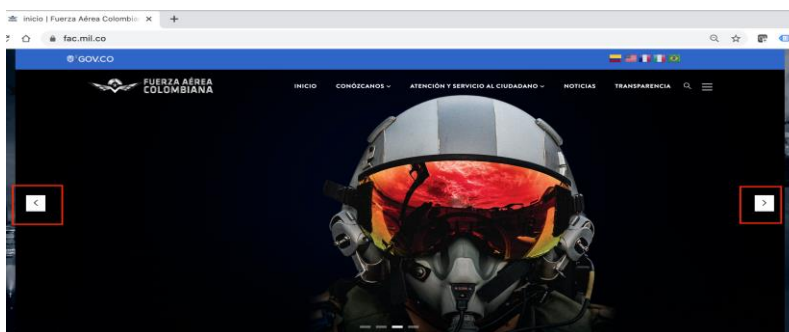 inicio | Fuerza Aérea Colombia
fac.mil.co
GOV.CO
FUERZA AÉREA
COLOMBIANA
INICIO CONÓZCANOS ATENCIÓN Y SERVICIO AL CIUDADANO NOTICIAS TRANSPARENCIA